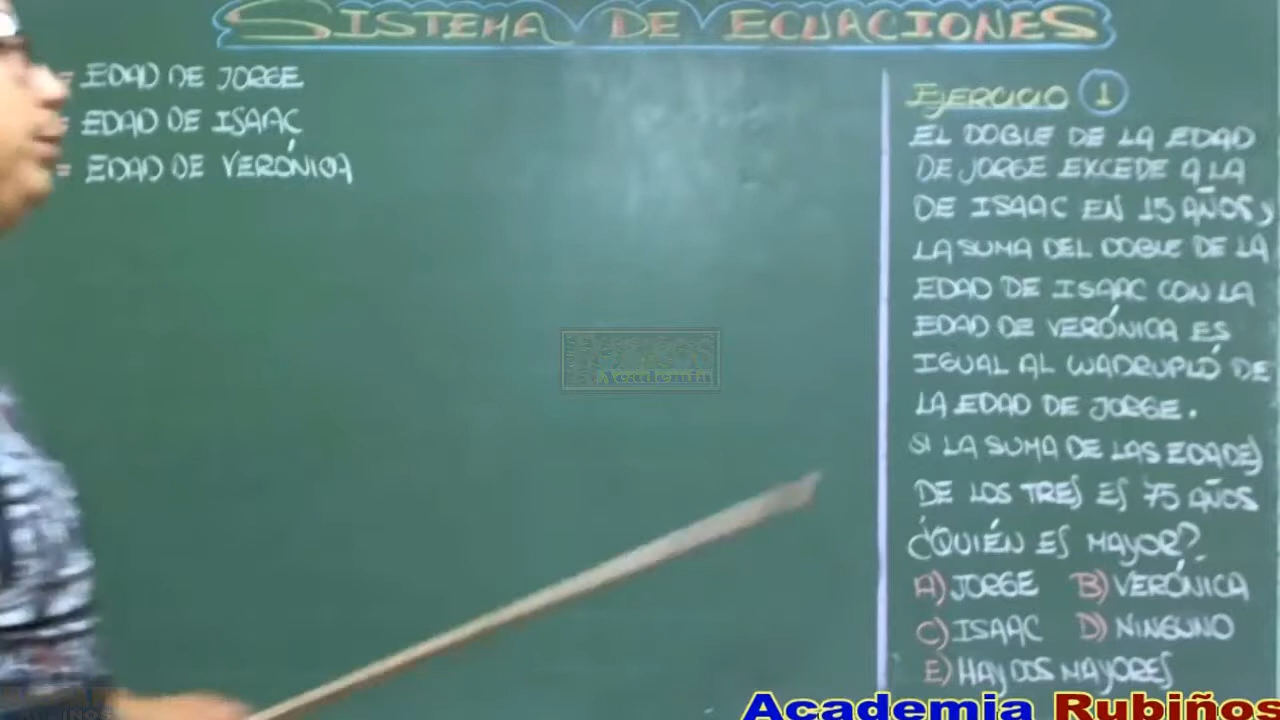 SISTEMA DE ECUACIONES
= EDAD DE JORGE
= EDAD DE ISAAC
= EDAD DE VERÓNICA
EJERCICIO 1
EL DOBLE DE LA EDAD
DE JORGE EXCEDE A LA
DE ISAAC EN 15 AÑOS,
LA SUMA DEL DOBLE DE LA
EDAD DE ISAAC CON LA
EDAD DE VERÓNICA ES
IGUAL AL CUADRUPLO DE
LA EDAD DE JORGE.
SI LA SUMA DE LAS EDADES
DE LOS TRES ES 75 AÑOS
¿QUIÉN ES MAYOR?
A) JORGE B) VERÓNICA
C) ISAAC D) NINGUNO
E) HAY DOS MAYORES
Academia
Academia Rubiños